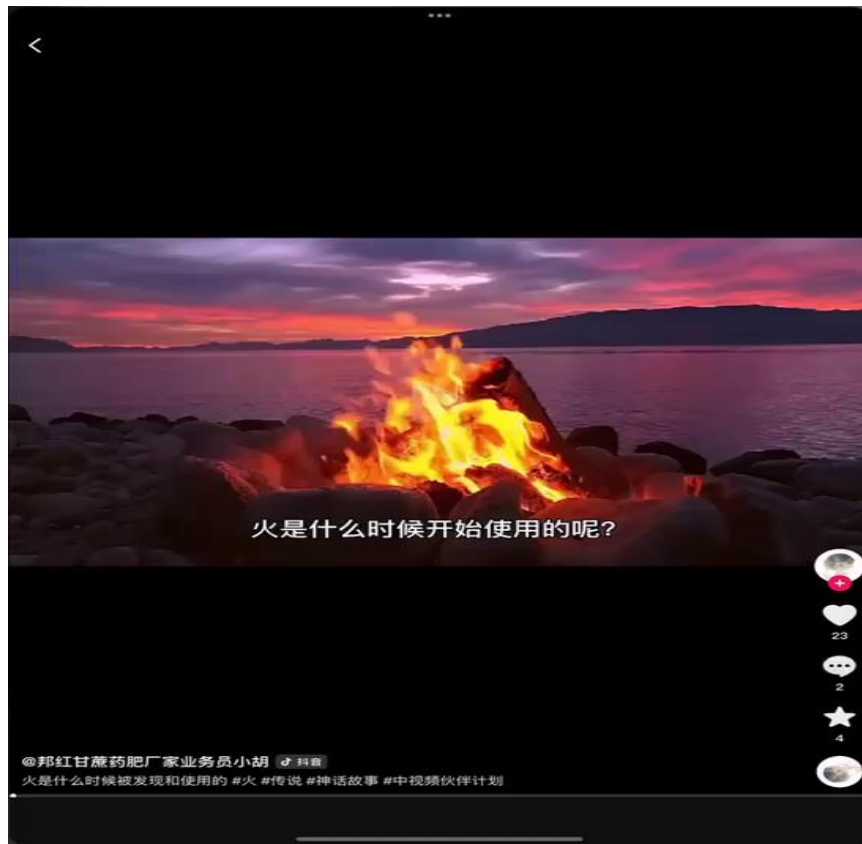 火是什么时候开始使用的呢?
23
2
4
@邦红甘蔗药肥厂家业务员小胡 抖音
火是什么时候被发现和使用的 #火 #传说 #神话故事 #中视频伙伴计划